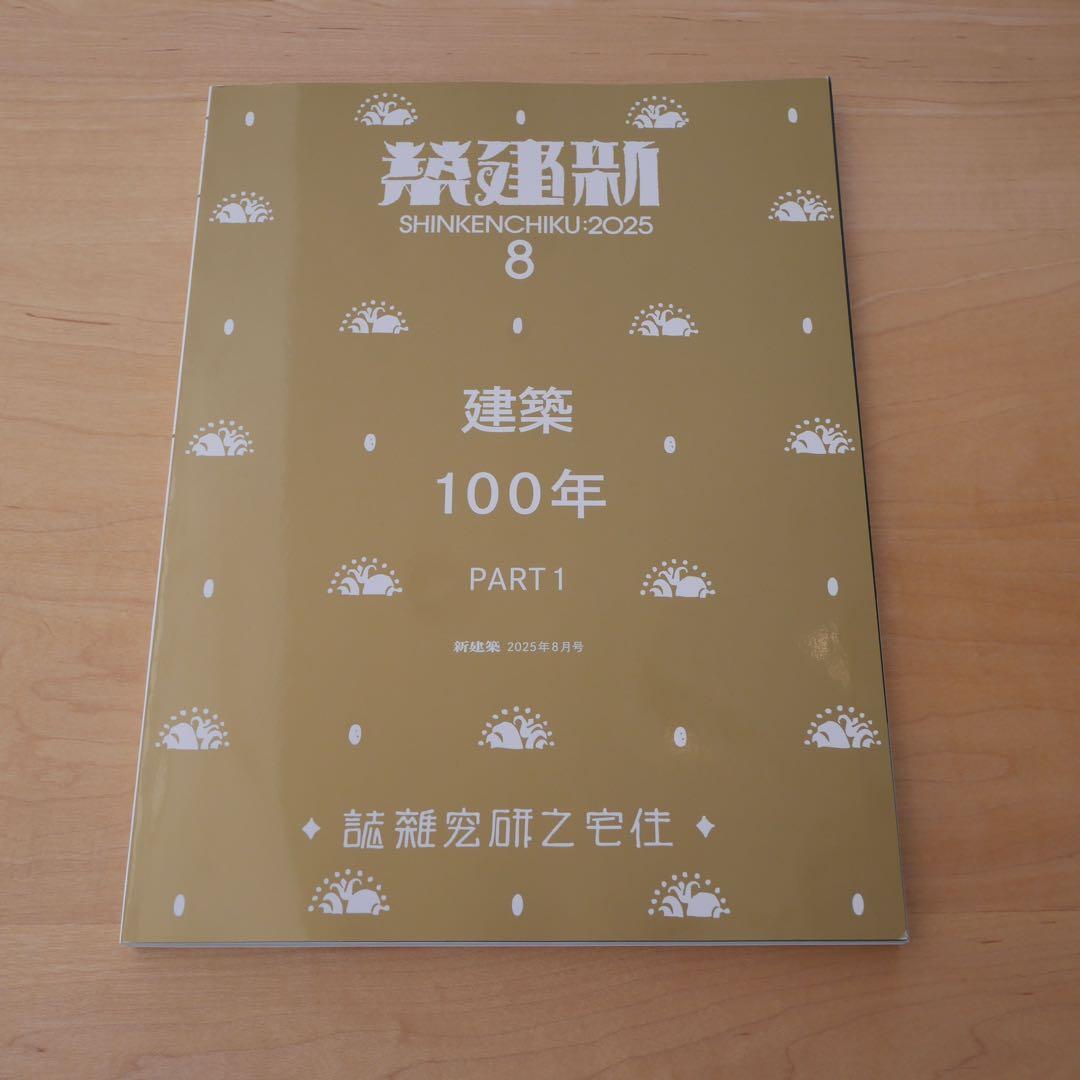 新建築
SHINKENCHIKU:2025
8
建築
100年
PART 1
新建築 2025年8月号
住宅之研究雜誌